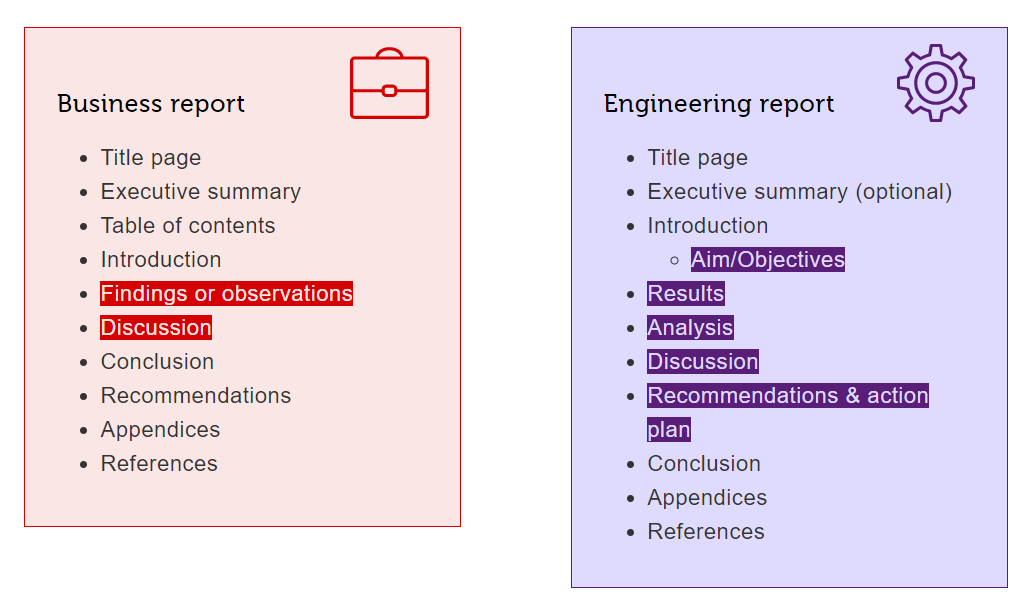 Business report
Title page
Executive summary
Table of contents
Introduction
Findings or observations
Discussion
Conclusion
Recommendations
Appendices
References
Engineering report
Title page
Executive summary (optional)
Introduction
Aim/Objectives
Results
Analysis
Discussion
Recommendations & action
plan
Conclusion
Appendices
References